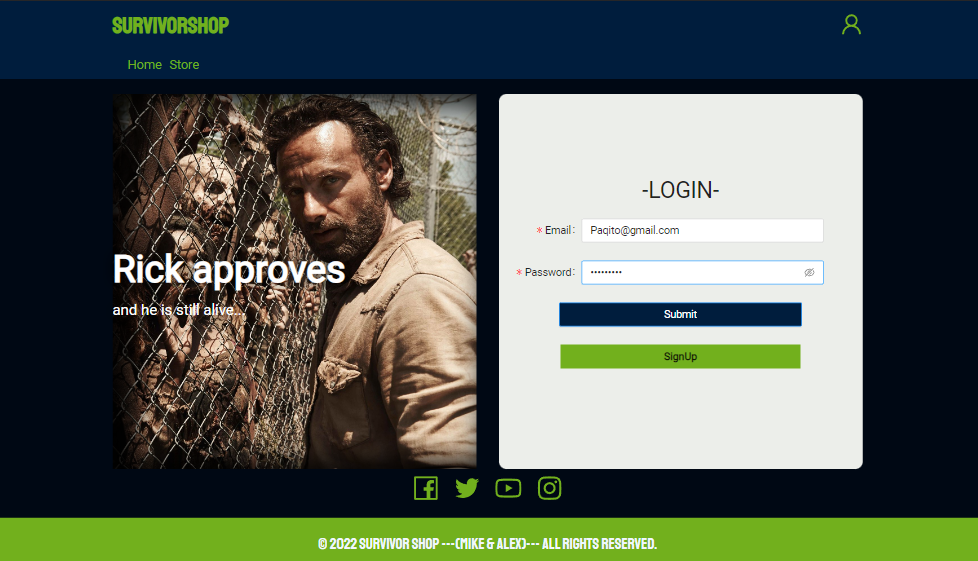 SURVIVORSHOP
Home Store
Rick approves
and he is still alive...
-LOGIN-
* Email:
Paqito@gmail.com
* Password:
•••••••••
Submit
SignUp
© 2022 SURVIVOR SHOP ---(MIKE & ALEX)--- ALL RIGHTS RESERVED.